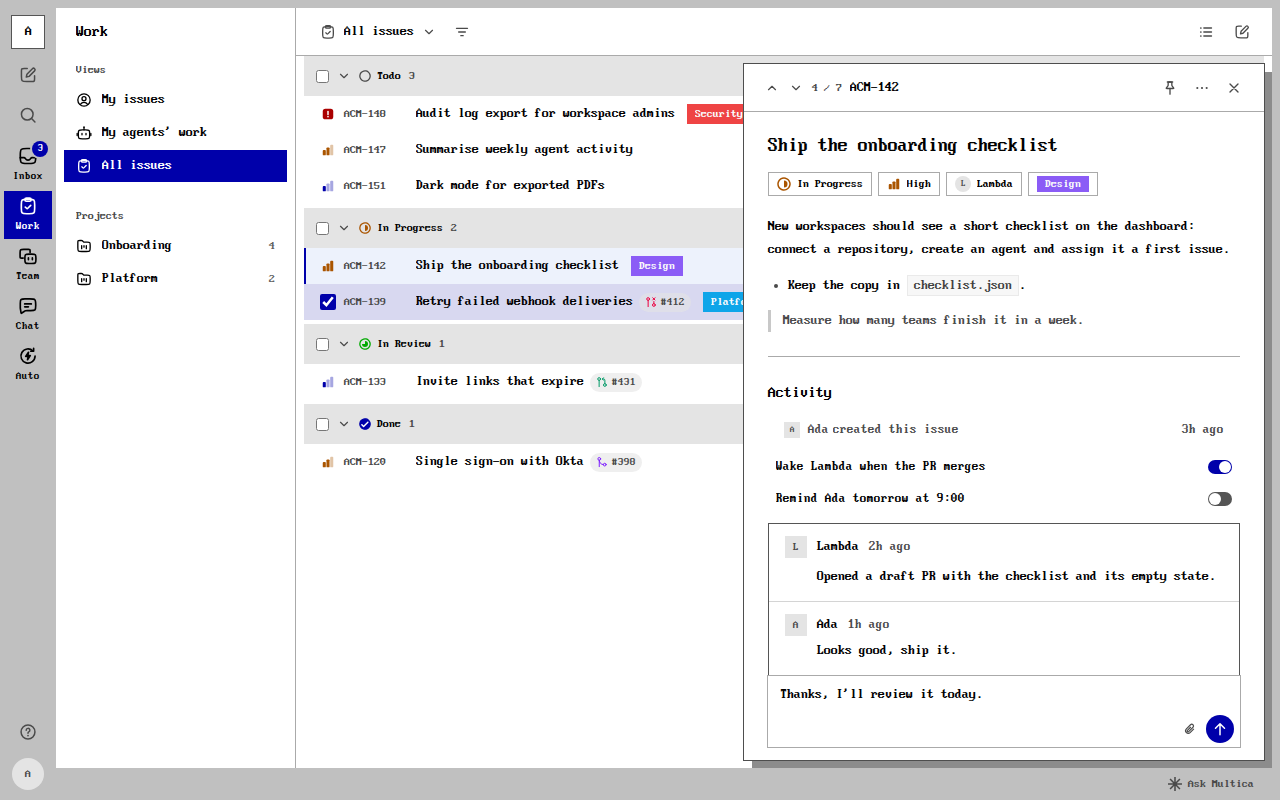 A
Inbox
3
Work
Team
Chat
Auto
A
Work
Views
My issues
My agents' work
All issues
Projects
Onboarding 4
Platform 2
All issues
Todo 3
ACM-148 Audit log export for workspace admins Security
ACM-147 Summarise weekly agent activity
ACM-151 Dark mode for exported PDFs
In Progress 2
ACM-142 Ship the onboarding checklist Design
ACM-139 Retry failed webhook deliveries #412 Platfo
In Review 1
ACM-133 Invite links that expire #431
Done 1
ACM-120 Single sign-on with Okta #398
4 / 7 ACM-142
Ship the onboarding checklist
In Progress High L Lambda Design
New workspaces should see a short checklist on the dashboard:
connect a repository, create an agent and assign it a first issue.
• Keep the copy in checklist.json.
Measure how many teams finish it in a week.
Activity
A Ada created this issue 3h ago
Wake Lambda when the PR merges
Remind Ada tomorrow at 9:00
L Lambda 2h ago
Opened a draft PR with the checklist and its empty state.
A Ada 1h ago
Looks good, ship it.
Thanks, I'll review it today.
Ask Multica